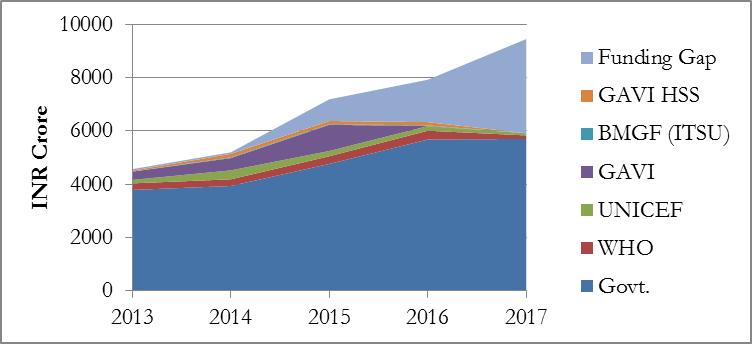 10000
8000
6000
4000
2000
0
INR Crore
2013 2014 2015 2016 2017
Funding Gap
GAVI HSS
BMGF (ITSU)
GAVI
UNICEF
WHO
Govt.